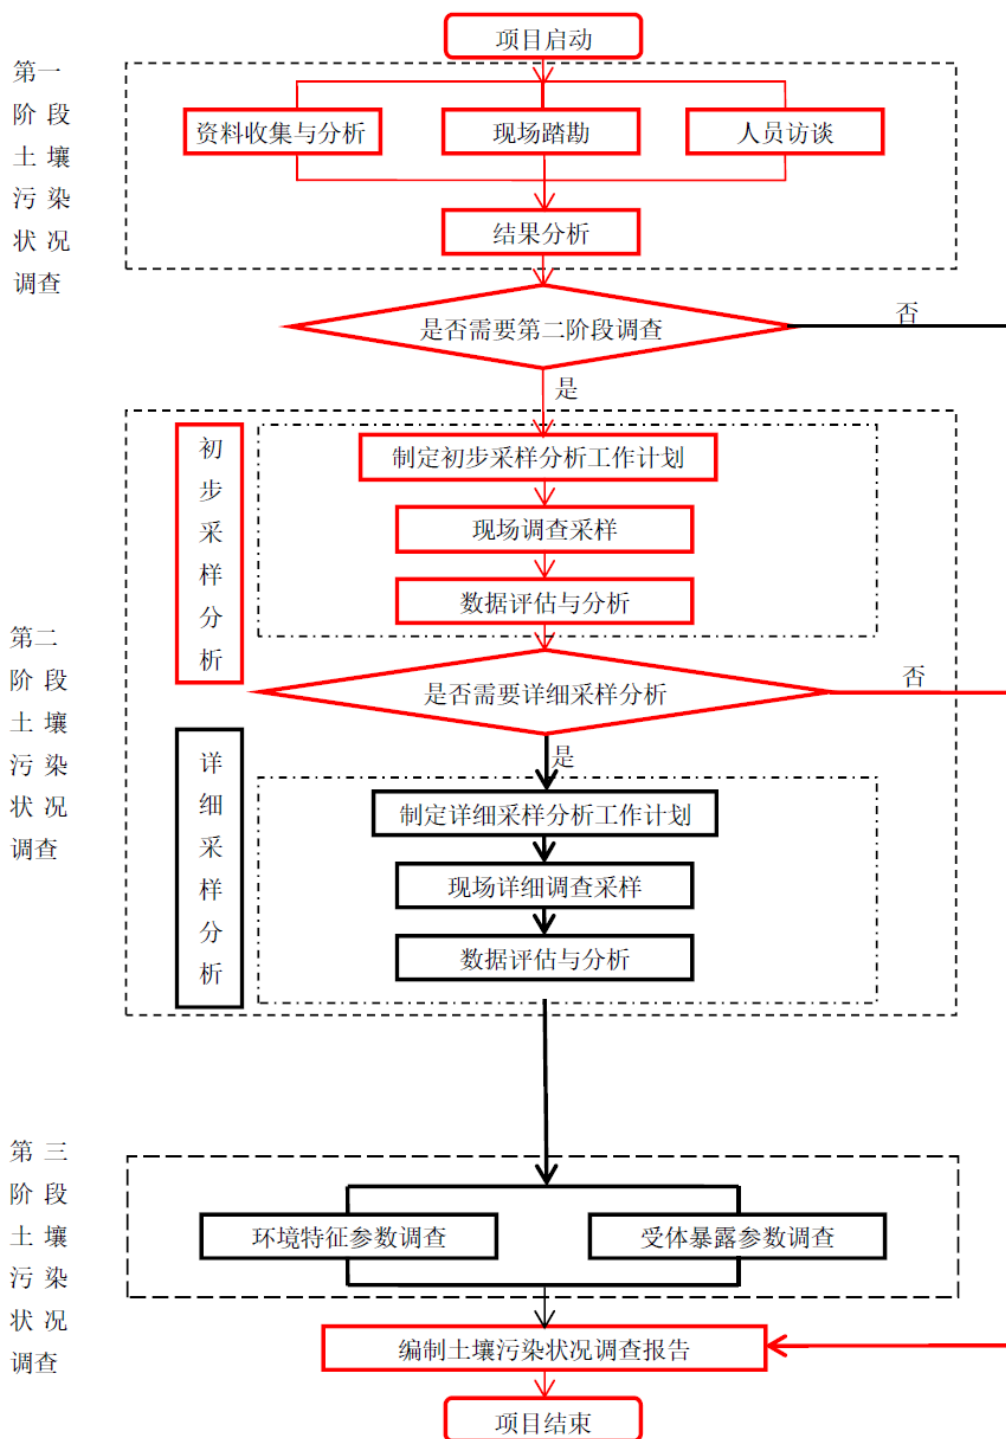 项目启动
第一
阶段
土壤
污染
状况
调查
资料收集与分析
现场踏勘
人员访谈
结果分析
是否需要第二阶段调查
否
是
初
步
采
样
分
析
制定初步采样分析工作计划
现场调查采样
数据评估与分析
第二
阶段
土壤
污染
状况
调查
是否需要详细采样分析
否
是
详
细
采
样
分
析
制定详细采样分析工作计划
现场详细调查采样
数据评估与分析
第三
阶段
土壤
污染
状况
调查
环境特征参数调查
受体暴露参数调查
编制土壤污染状况调查报告
项目结束